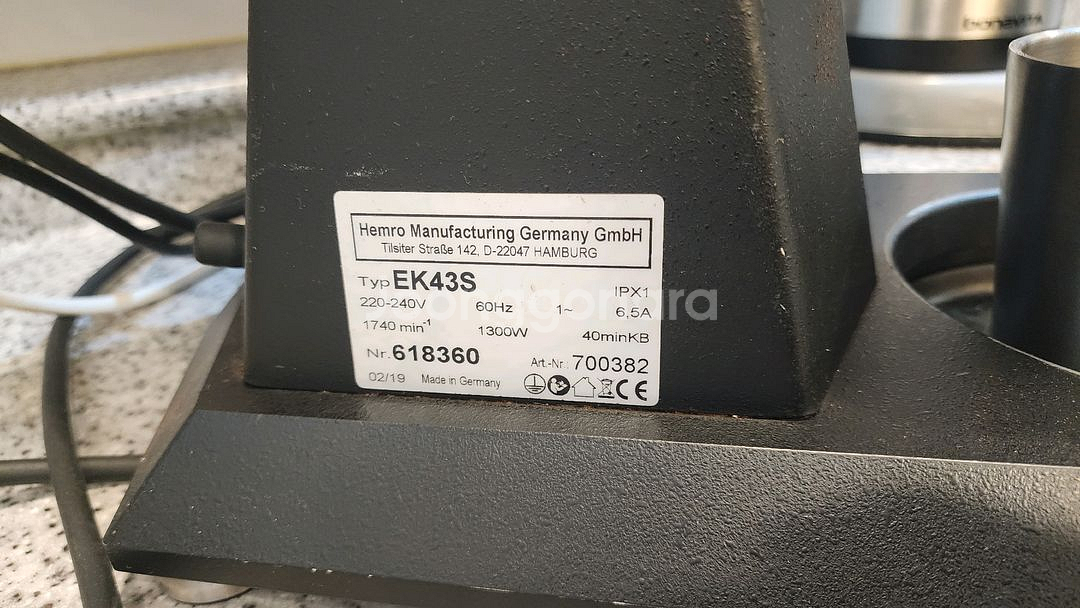 bonavita
Hemro Manufacturing Germany GmbH
Tilsiter Straße 142, D-22047 HAMBURG
Typ EK43S
IPX1
220-240V 60Hz 1~ 6,5A
1740 min⁻¹ 1300W 40minKB
Nr. 618360 Art.-Nr.: 700382
02/19 Made in Germany CE